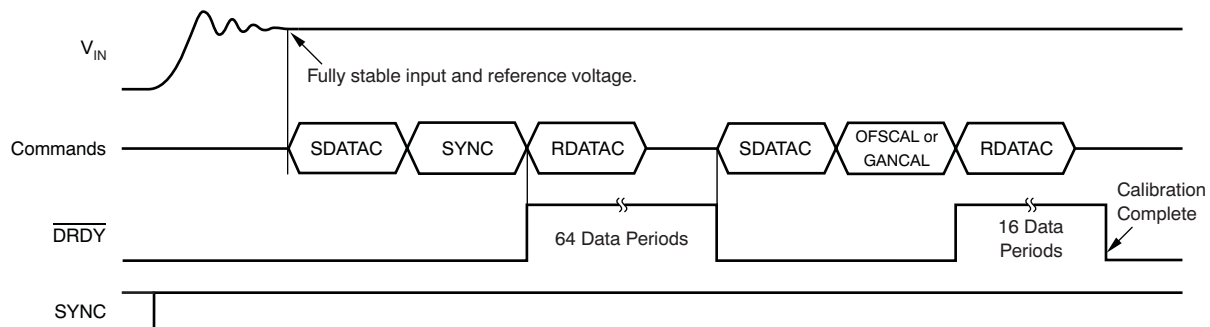 VIN
Fully stable input and reference voltage.
Commands
SDATAC
SYNC
RDATAC
SDATAC
OFSCAL or
GANCAL
RDATAC
DRDY
64 Data Periods
16 Data
Periods
Calibration
Complete
SYNC